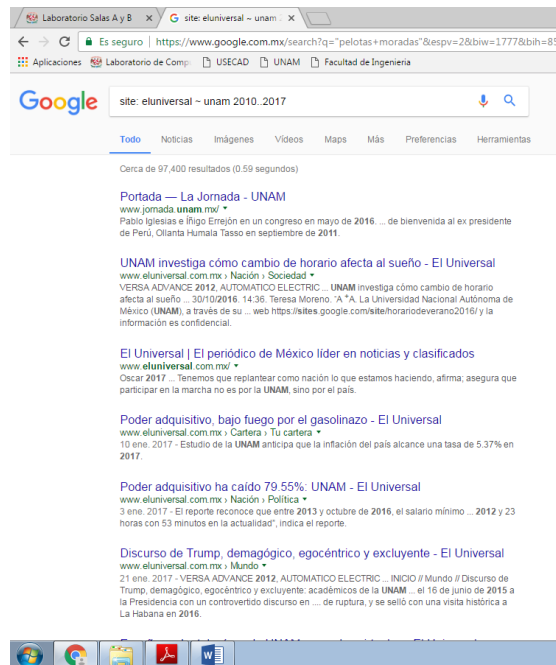 Laboratorio Salas A y B
site: eluniversal ~ unam
Es seguro | https://www.google.com.mx/search?q="pelotas+moradas"&espv=2&biw=1777&bih=85
Aplicaciones Laboratorio de Comp USECAD UNAM Facultad de Ingenieria
Google site: eluniversal ~ unam 2010..2017
Todo Noticias Imágenes Vídeos Maps Más Preferencias Herramientas
Cerca de 97,400 resultados (0.59 segundos)
Portada — La Jornada - UNAM
www.jornada.unam.mx/
Pablo Iglesias e Íñigo Errejón en un congreso en mayo de 2016. ... de bienvenida al ex presidente
de Perú, Ollanta Humala Tasso en septiembre de 2011.
UNAM investiga cómo cambio de horario afecta al sueño - El Universal
www.eluniversal.com.mx › Nación › Sociedad
VERSA ADVANCE 2012, AUTOMATICO ELECTRIC ... UNAM investiga cómo cambio de horario
afecta al sueño ... 30/10/2016. 14:36. Teresa Moreno. ‘A ⁺A. La Universidad Nacional Autónoma de
México (UNAM), a través de su ... web https://sites.google.com/site/horariodeverano2016/ y la
información es confidencial.
El Universal | El periódico de México líder en noticias y clasificados
www.eluniversal.com.mx/
Oscar 2017 ... Tenemos que replantear como nación lo que estamos haciendo, afirma; asegura que
participar en la marcha no es por la UNAM, sino por el país.
Poder adquisitivo, bajo fuego por el gasolinazo - El Universal
www.eluniversal.com.mx › Cartera › Tu cartera
10 ene. 2017 - Estudio de la UNAM anticipa que la inflación del país alcance una tasa de 5.37% en
2017.
Poder adquisitivo ha caído 79.55%: UNAM - El Universal
www.eluniversal.com.mx › Nación › Política
3 ene. 2017 - El reporte reconoce que entre 2013 y octubre de 2016, el salario mínimo ... 2012 y 23
horas con 53 minutos en la actualidad", indica el reporte.
Discurso de Trump, demagógico, egocéntrico y excluyente - El Universal
www.eluniversal.com.mx › Mundo
21 ene. 2017 - VERSA ADVANCE 2012, AUTOMATICO ELECTRIC ... INICIO // Mundo // Discurso de
Trump, demagógico, egocéntrico y excluyente: académicos de la UNAM ... el 16 de junio de 2015 a
la Presidencia con un controvertido discurso en .... de ruptura, y se selló con una visita histórica a
La Habana en 2016.